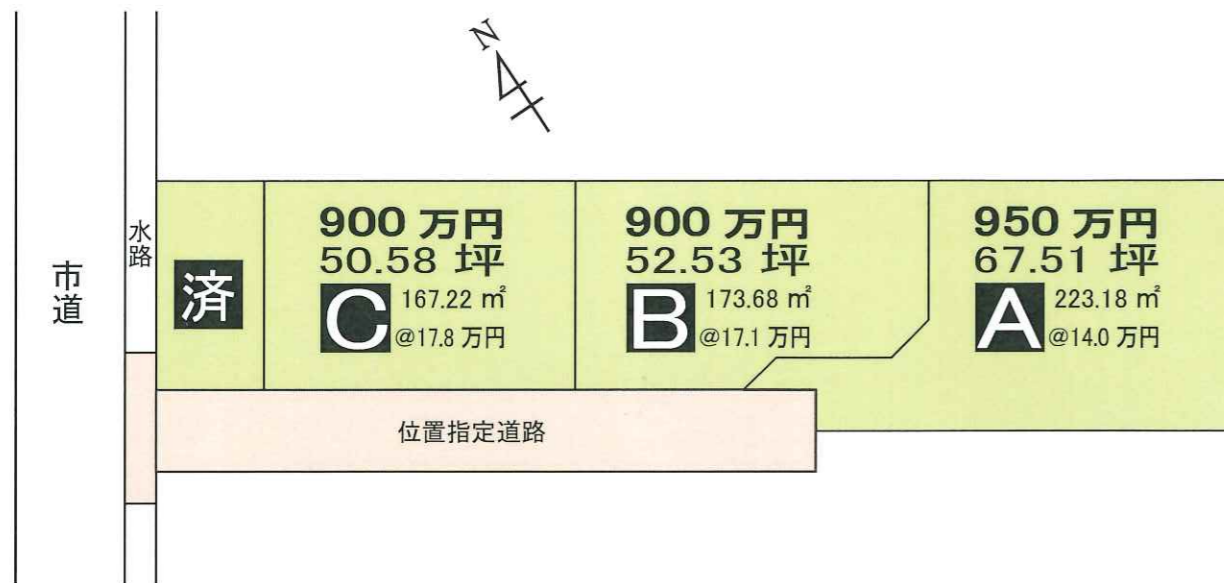 N
市道
水路
済
900 万円
50.58 坪
C
167.22 ㎡
@17.8 万円
900 万円
52.53 坪
B
173.68 ㎡
@17.1 万円
950 万円
67.51 坪
A
223.18 ㎡
@14.0 万円
位置指定道路